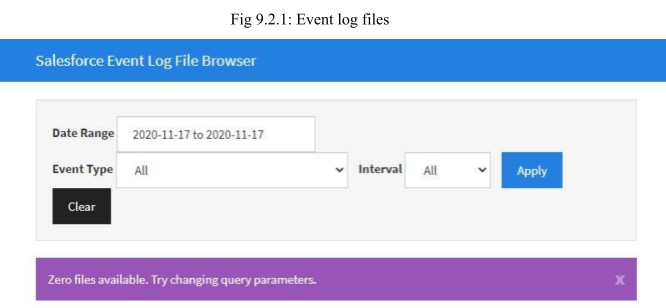 Fig 9.2.1: Event log files
Salesforce Event Log File Browser
Date Range 2020-11-17 to 2020-11-17
Event Type All Interval All Apply
Clear
Zero files available. Try changing query parameters. x